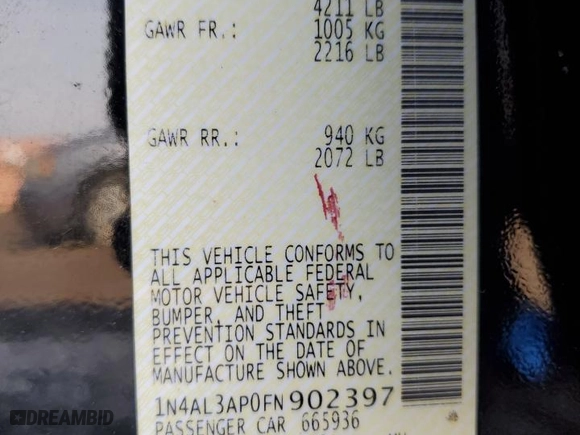 4211 LB
GAWR FR.: 1005 KG
2216 LB
GAWR RR.: 940 KG
2072 LB
THIS VEHICLE CONFORMS TO
ALL APPLICABLE FEDERAL
MOTOR VEHICLE SAFETY,
BUMPER, AND THEFT
PREVENTION STANDARDS IN
EFFECT ON THE DATE OF
MANUFACTURE SHOWN ABOVE.
1N4AL3AP0FN902397
PASSENGER CAR 665936
DREAMBID